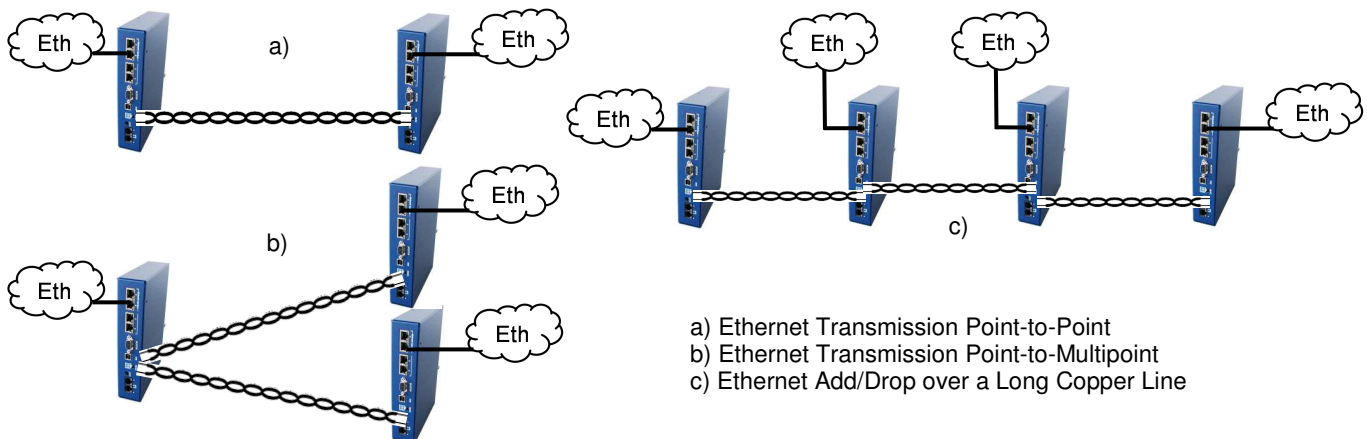 Eth
a)
Eth
Eth
Eth
Eth
Eth
c)
Eth
b)
Eth
Eth
a) Ethernet Transmission Point-to-Point
b) Ethernet Transmission Point-to-Multipoint
c) Ethernet Add/Drop over a Long Copper Line